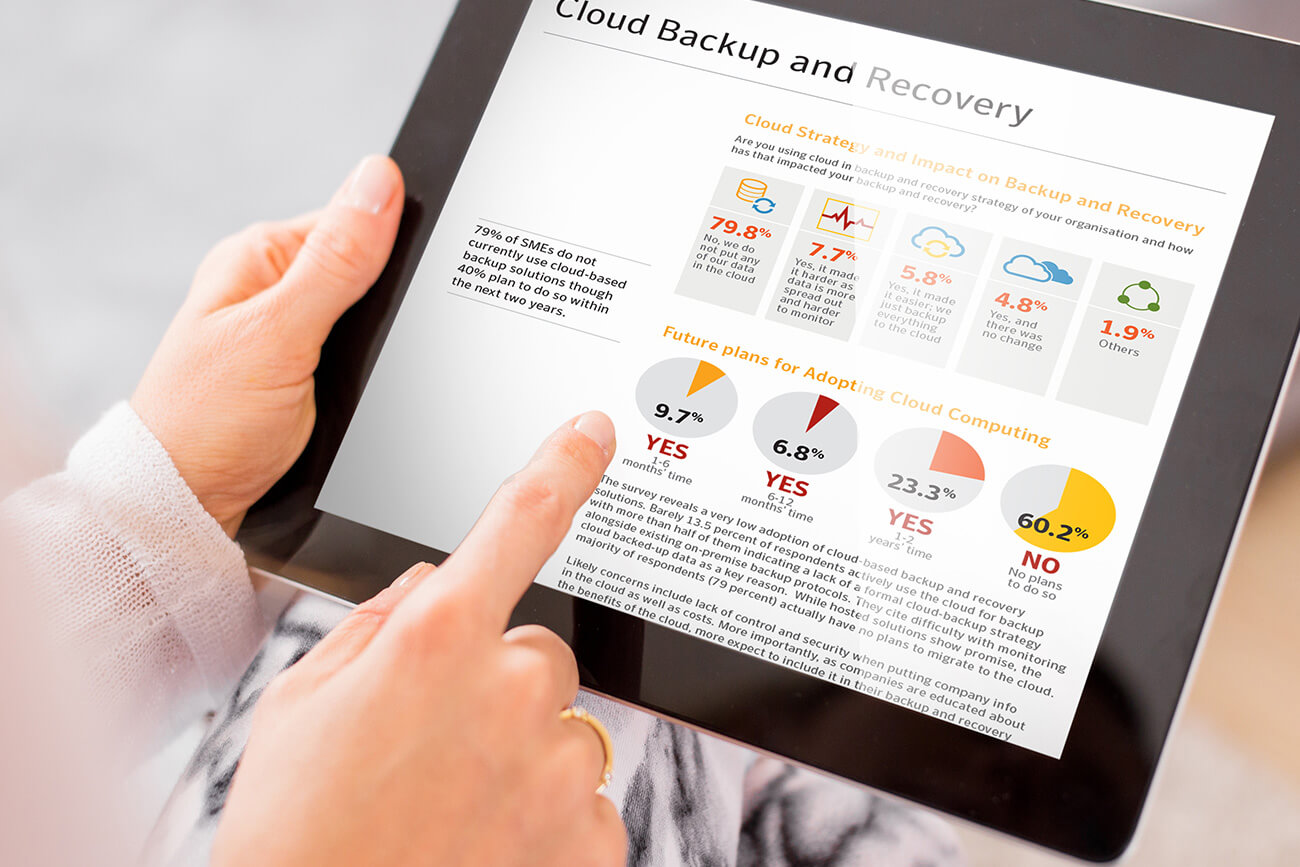 Cloud Backup and Recovery
79% of SMEs do not
currently use cloud-based
backup solutions though
40% plan to do so within
the next two years.
Cloud Strategy and Impact on Backup and Recovery
Are you using cloud in backup and recovery strategy of your organisation and how
has that impacted your backup and recovery?
79.8%
No, we do
not put any
of our data
in the cloud
7.7%
Yes, it made
it harder as
data is more
spread out
and harder
to monitor
5.8%
Yes, it made
it easier; we
just backup
everything
to the cloud
4.8%
Yes, and
there was
no change
1.9%
Others
Future plans for Adopting Cloud Computing
9.7%
YES
1-6
months' time
6.8%
YES
6-12
months' time
23.3%
YES
1-2
years' time
60.2%
NO
No plans
to do so
The survey reveals a very low adoption of cloud-based backup and recovery
solutions. Barely 13.5 percent of respondents actively use the cloud for backup
with more than half of them indicating a lack of a formal cloud-backup strategy
alongside existing on-premise backup protocols. They cite difficulty with monitoring
cloud backed-up data as a key reason. While hosted solutions show promise, the
majority of respondents (79 percent) actually have no plans to migrate to the cloud.
Likely concerns include lack of control and security when putting company info
in the cloud as well as costs. More importantly, as companies are educated about
the benefits of the cloud, more expect to include it in their backup and recovery